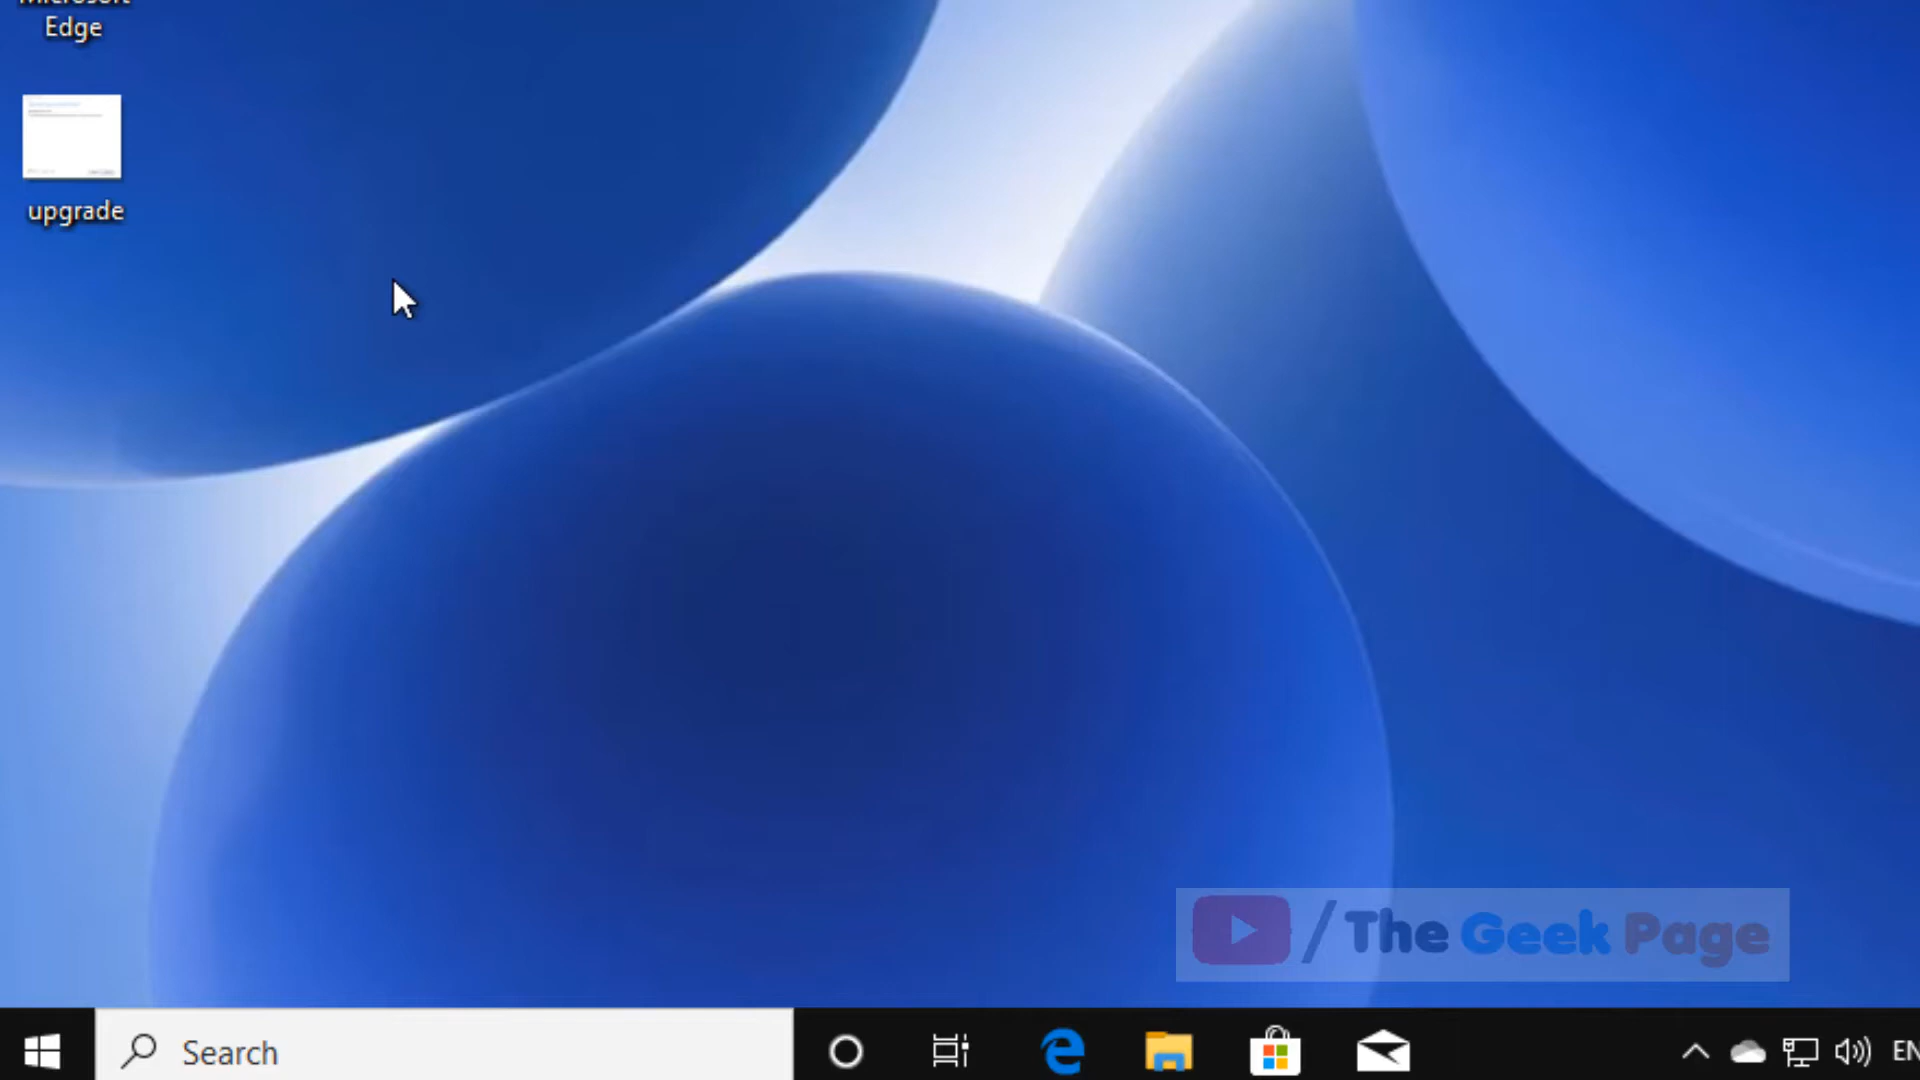 Microsoft
Edge
upgrade
/The Geek Page
Search
EN